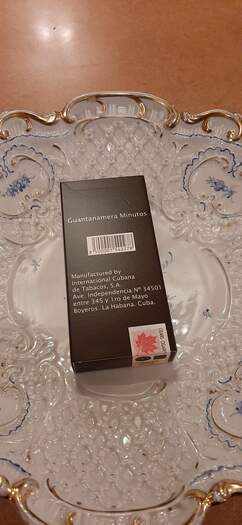 Guantanamera Minutos
Manufactured by
Internacional Cubana
de Tabacos, S.A.
Ave. Independencia Nº 34501
entre 345 y 1ro de Mayo
Boyeros. La Habana. Cuba.